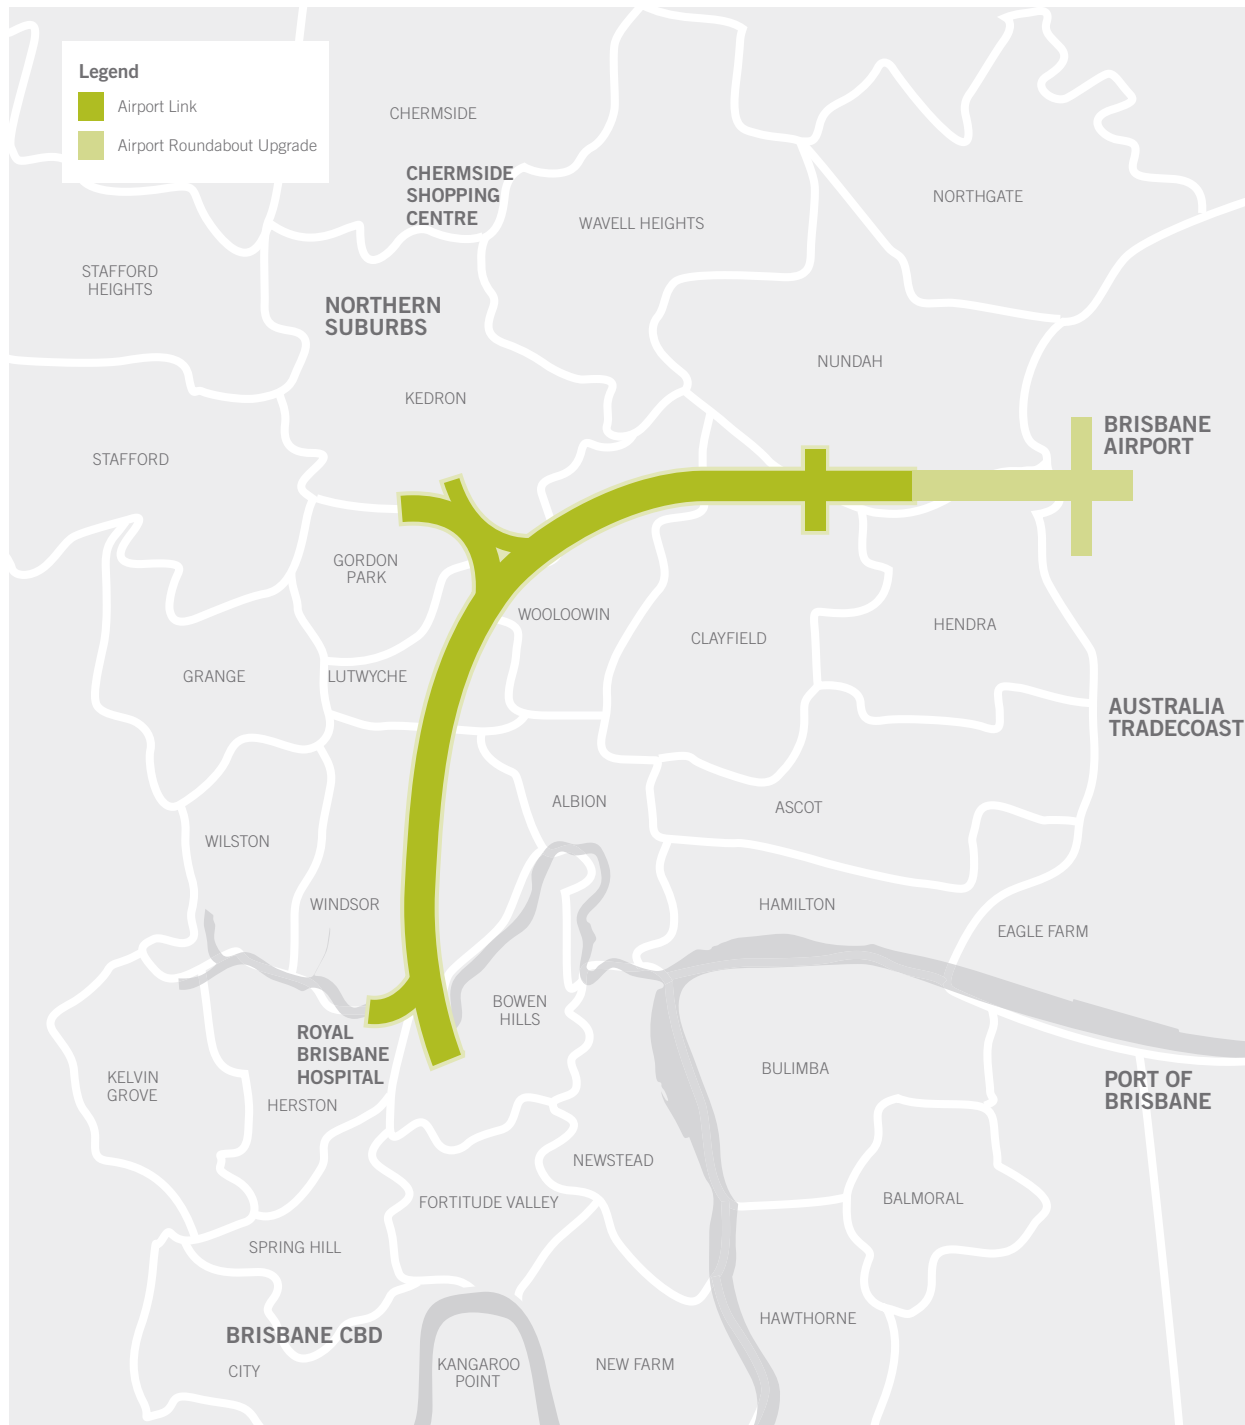 Legend
Airport Link
Airport Roundabout Upgrade
CHERMSIDE
CHERMSIDE
SHOPPING
CENTRE
WAVELL HEIGHTS
NORTHGATE
STAFFORD
HEIGHTS
NORTHERN
SUBURBS
NUNDAH
KEDRON
BRISBANE
AIRPORT
STAFFORD
GORDON
PARK
WOOLOOWIN
CLAYFIELD
HENDRA
GRANGE
LUTWYCHE
AUSTRALIA
TRADECOAST
ALBION
ASCOT
WILSTON
WINDSOR
HAMILTON
EAGLE FARM
BOWEN
HILLS
ROYAL
BRISBANE
HOSPITAL
BULIMBA
KELVIN
GROVE
PORT OF
BRISBANE
HERSTON
NEWSTEAD
FORTITUDE VALLEY
BALMORAL
SPRING HILL
HAWTHORNE
BRISBANE CBD
CITY
KANGAROO
POINT
NEW FARM